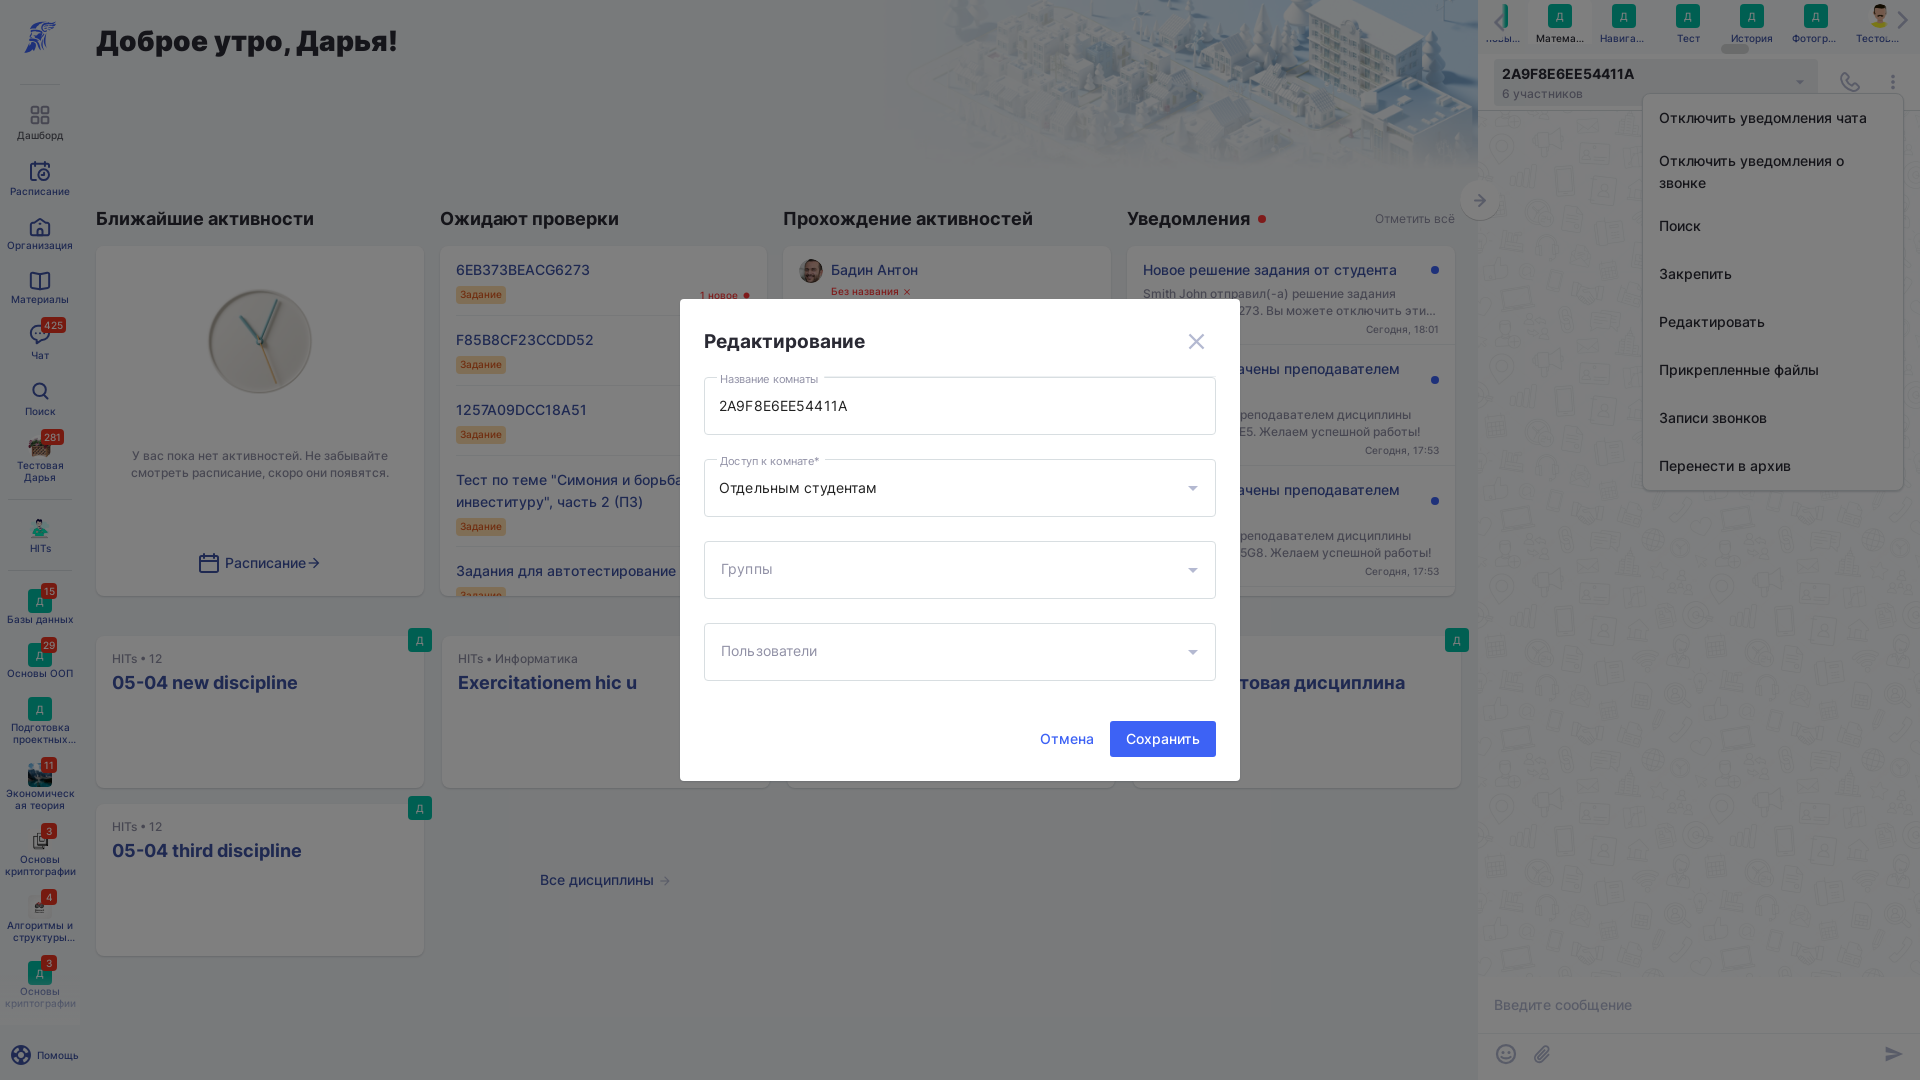 Доброе утро, Дарья!
Дашборд
Расписание
Организация
Материалы
425
Чат
Поиск
281
Тестовая
Дарья
HITs
15
Д
Базы данных
29
Д
Основы ООП
Д
Подготовка
проектных...
11
Экономическ
ая теория
3
Основы
криптографии
4
Алгоритмы и
структуры...
3
Д
Основы
криптографии
Помощь
Ближайшие активности
У вас пока нет активностей. Не забывайте
смотреть расписание, скоро они появятся.
Расписание
Ожидают проверки
6EB373BEACG6273
Задание
1 новое
F85B8CF23CCDD52
Задание
1257A09DCC18A51
Задание
Тест по теме "Симония и борьба
инвеституру", часть 2 (ПЗ)
Задание
Задания для автотестирование
Задание
Прохождение активностей
Бадин Антон
Без названия
Уведомления
Отметить всё
Новое решение задания от студента
Smith John отправил(-а) решение задания
273. Вы можете отключить эти...
Сегодня, 18:01
ачены преподавателем
реподавателем дисциплины
E5. Желаем успешной работы!
Сегодня, 17:53
ачены преподавателем
реподавателем дисциплины
5G8. Желаем успешной работы!
Сегодня, 17:53
Д
HITs • 12
05-04 new discipline
HITs • Информатика
Exercitationem hic u
Д
товая дисциплина
Д
HITs • 12
05-04 third discipline
Все дисциплины
Редактирование
Название комнаты
2A9F8E6EE54411A
Доступ к комнате*
Отдельным студентам
Группы
Пользователи
Отмена
Сохранить
Д
Матема...
Д
Навига...
Д
Тест
Д
История
Д
Фотогр...
Тестов...
2A9F8E6EE54411A
6 участников
Отключить уведомления чата
Отключить уведомления о
звонке
Поиск
Закрепить
Редактировать
Прикрепленные файлы
Записи звонков
Перенести в архив
Введите сообщение